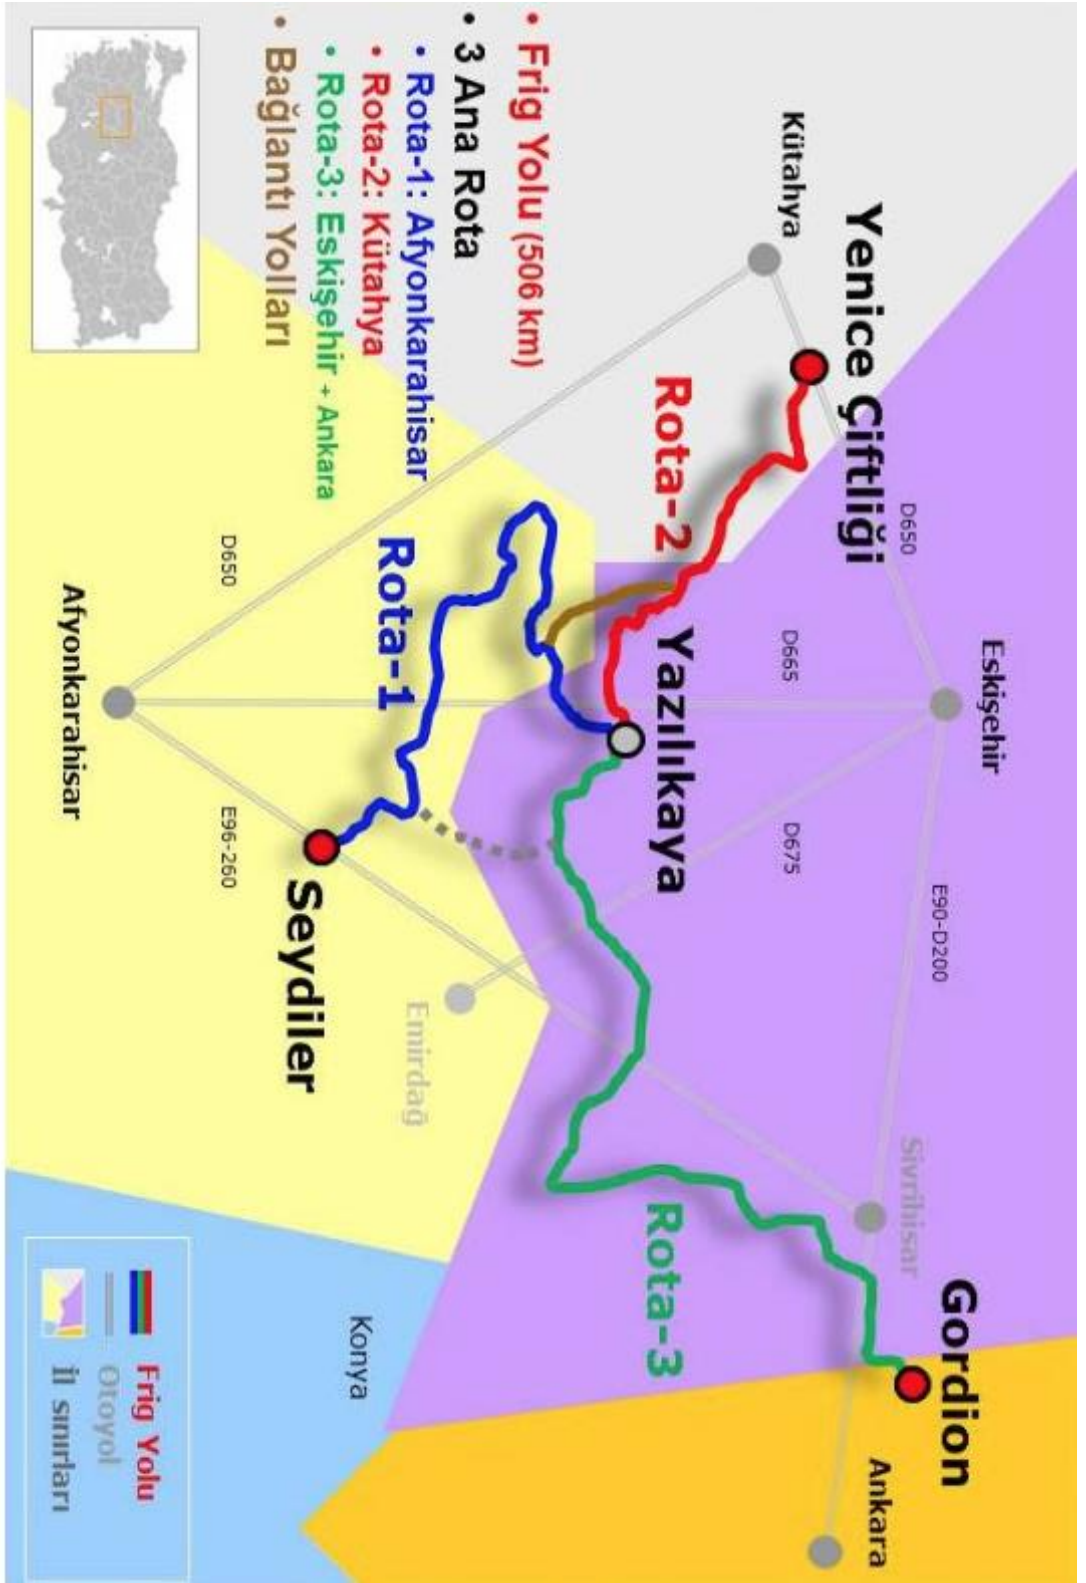 Yenice Çiftliği
Kütahya
Eskişehir
Gordion
Sivrihisar
Ankara
D650
D665
D675
E90-D200
Rota-2
Yazılıkaya
Rota-3
• Frig Yolu (506 km)
• 3 Ana Rota
• Rota-1: Afyonkarahisar
• Rota-2: Kütahya
• Rota-3: Eskişehir + Ankara
• Bağlantı Yolları
Rota-1
Emirdağ
Seydiler
Konya
D650
E96-260
Afyonkarahisar
Frig Yolu
Otoyol
İl sınırları